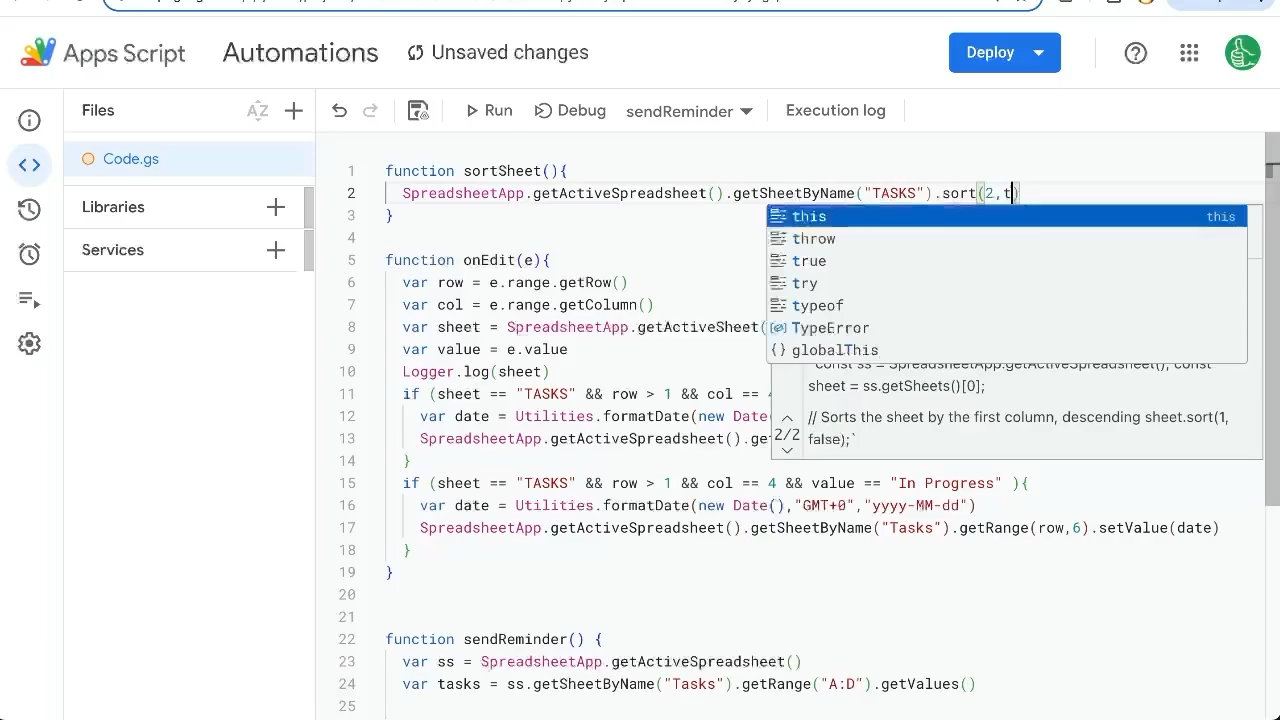 Apps Script Automations Unsaved changes Deploy
Files AZ Run Debug sendReminder Execution log
Code.gs
Libraries
Services
1 function sortSheet(){
2 SpreadsheetApp.getActiveSpreadsheet().getSheetByName("TASKS").sort(2,t)
3 }
4
5 function onEdit(e){
6 var row = e.range.getRow()
7 var col = e.range.getColumn()
8 var sheet = SpreadsheetApp.getActiveSheet(
9 var value = e.value
10 Logger.log(sheet)
11 if (sheet == "TASKS" && row > 1 && col ==
12 var date = Utilities.formatDate(new Date(
13 SpreadsheetApp.getActiveSpreadsheet().ge
14 }
15 if (sheet == "TASKS" && row > 1 && col == 4 && value == "In Progress" ){
16 var date = Utilities.formatDate(new Date(),"GMT+0","yyyy-MM-dd")
17 SpreadsheetApp.getActiveSpreadsheet().getSheetByName("Tasks").getRange(row,6).setValue(date)
18 }
19 }
20
21
22 function sendReminder() {
23 var ss = SpreadsheetApp.getActiveSpreadsheet()
24 var tasks = ss.getSheetByName("Tasks").getRange("A:D").getValues()
25
this this
throw
true
try
typeof
TypeError
globalThis
const ss = SpreadsheetApp.getActiveSpreadsheet(); const
sheet = ss.getSheets()[0];
// Sorts the sheet by the first column, descending sheet.sort(1,
2/2 false);`